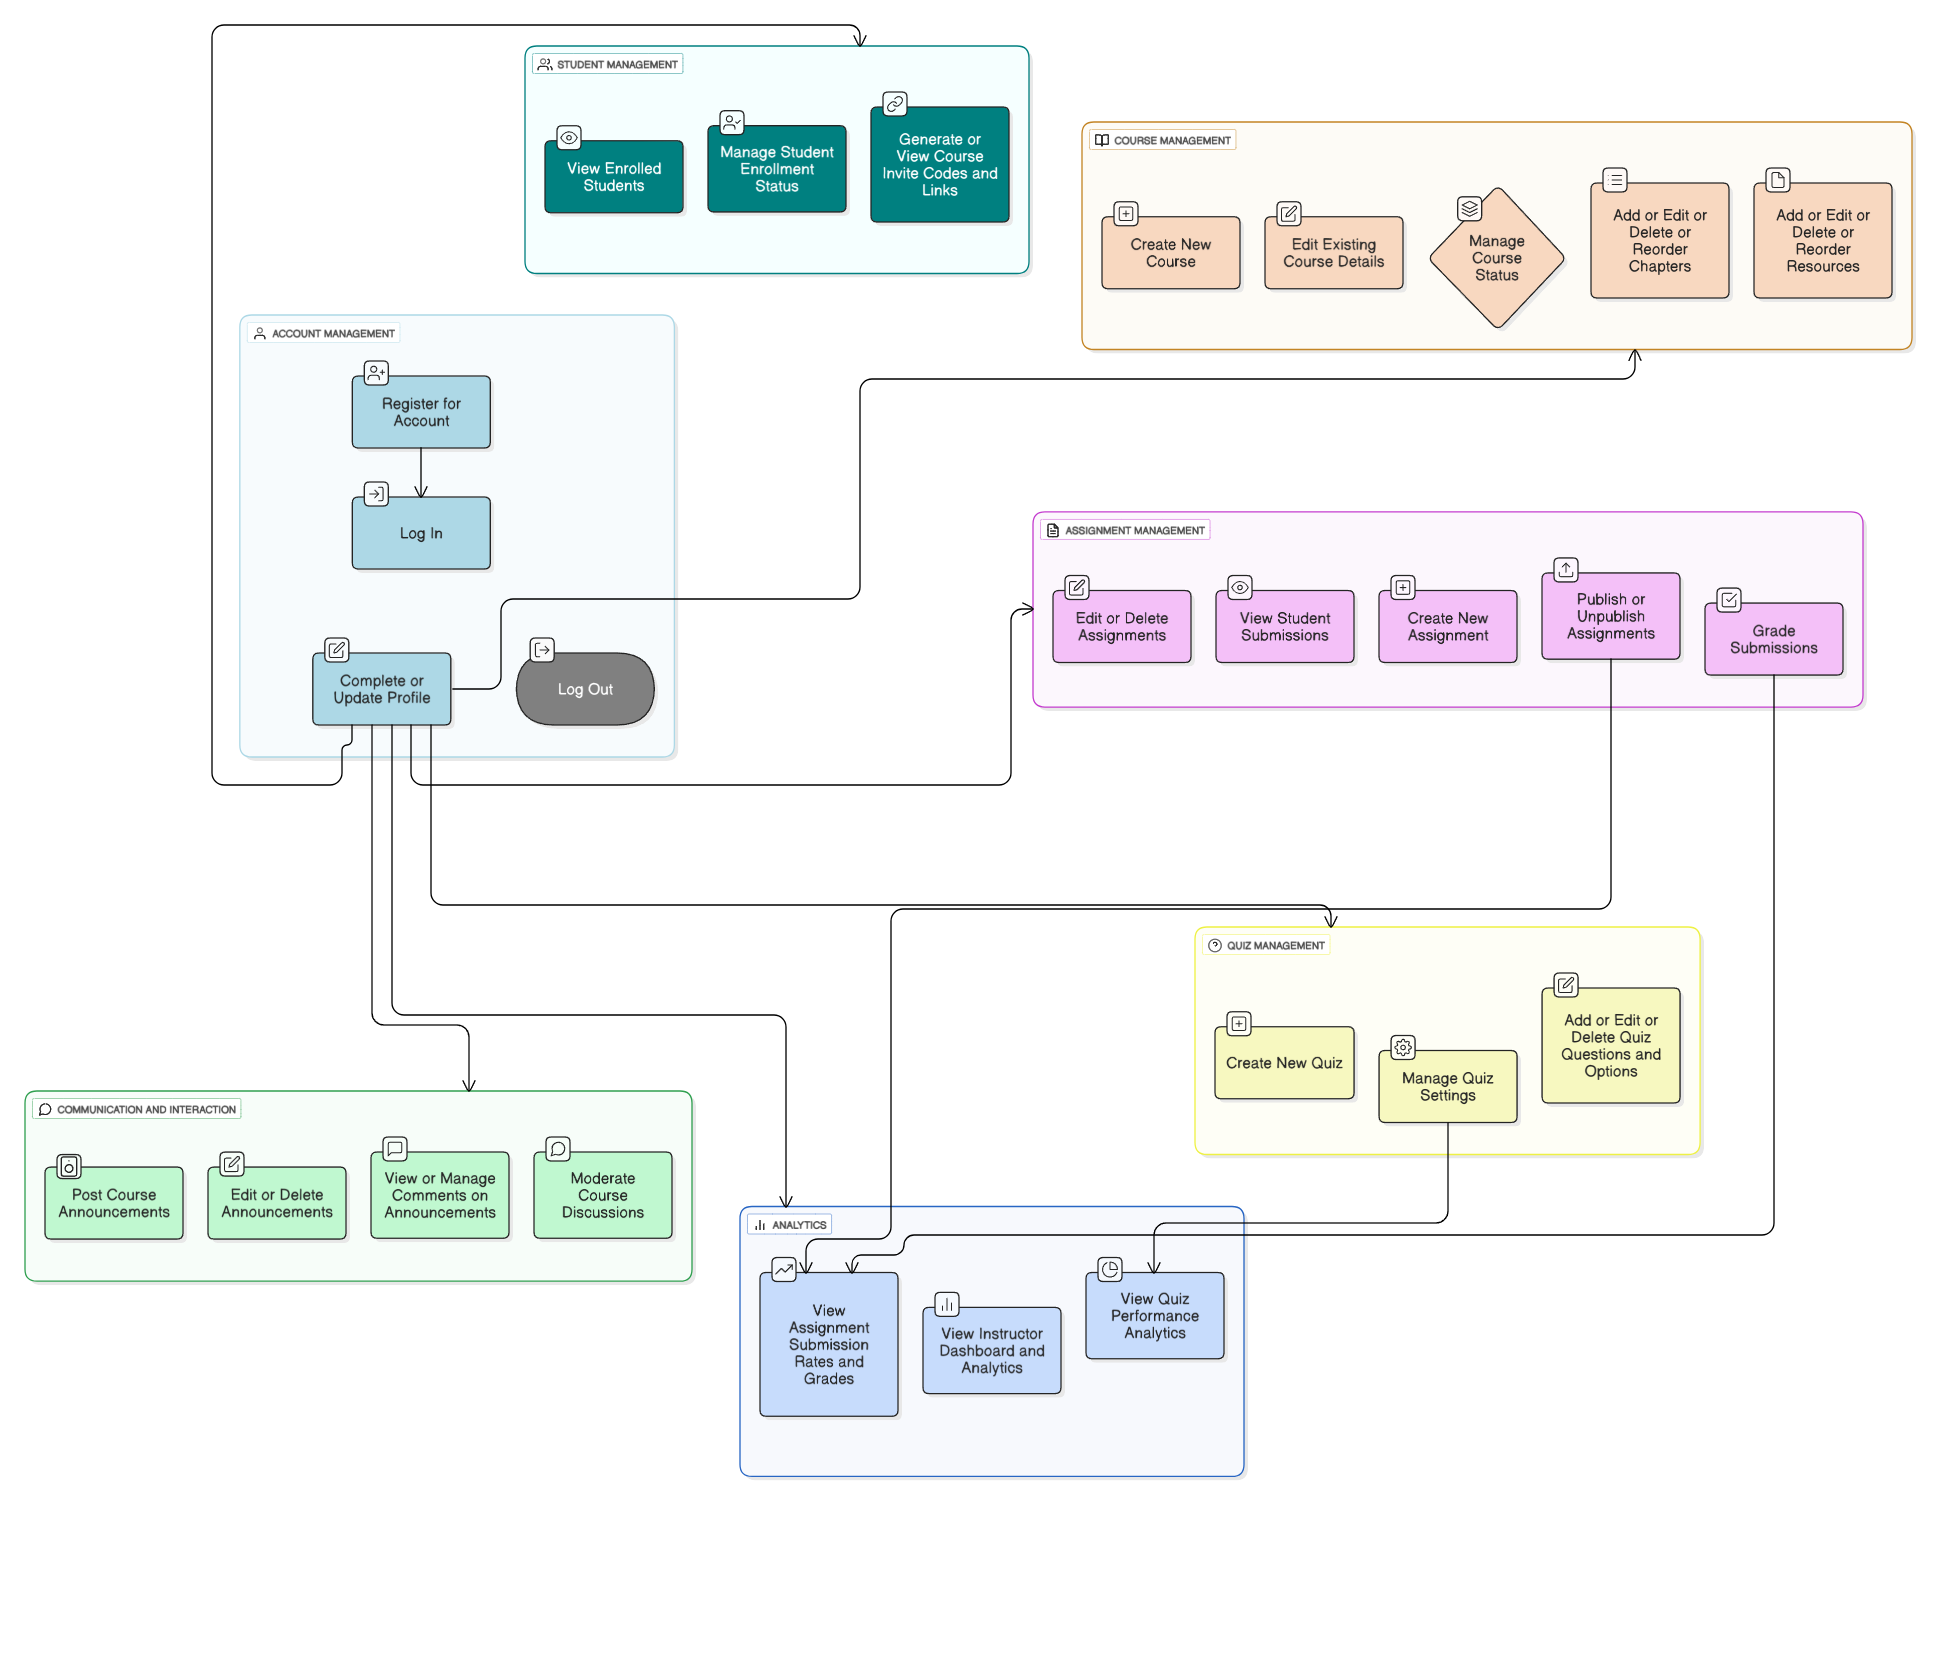 STUDENT MANAGEMENT
View Enrolled
Students
Manage Student
Enrollment
Status
Generate or
View Course
Invite Codes and
Links
COURSE MANAGEMENT
Create New
Course
Edit Existing
Course Details
Manage
Course
Status
Add or Edit or
Delete or
Reorder
Chapters
Add or Edit or
Delete or
Reorder
Resources
ACCOUNT MANAGEMENT
Register for
Account
Log In
Complete or
Update Profile
Log Out
ASSIGNMENT MANAGEMENT
Edit or Delete
Assignments
View Student
Submissions
Create New
Assignment
Publish or
Unpublish
Assignments
Grade
Submissions
QUIZ MANAGEMENT
Create New Quiz
Manage Quiz
Settings
Add or Edit or
Delete Quiz
Questions and
Options
COMMUNICATION AND INTERACTION
Post Course
Announcements
Edit or Delete
Announcements
View or Manage
Comments on
Announcements
Moderate
Course
Discussions
ANALYTICS
View
Assignment
Submission
Rates and
Grades
View Instructor
Dashboard and
Analytics
View Quiz
Performance
Analytics